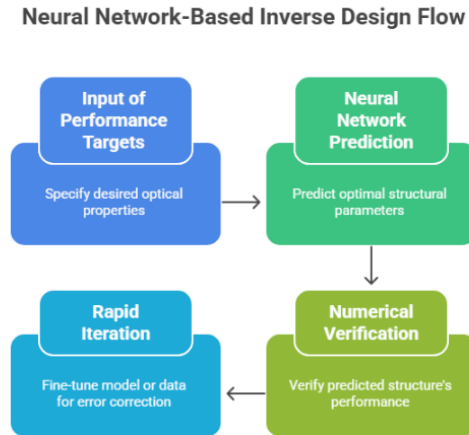 Neural Network-Based Inverse Design Flow
Input of
Performance
Targets
Specify desired optical
properties
Neural
Network
Prediction
Predict optimal structural
parameters
Rapid
Iteration
Fine-tune model or data
for error correction
Numerical
Verification
Verify predicted structure's
performance